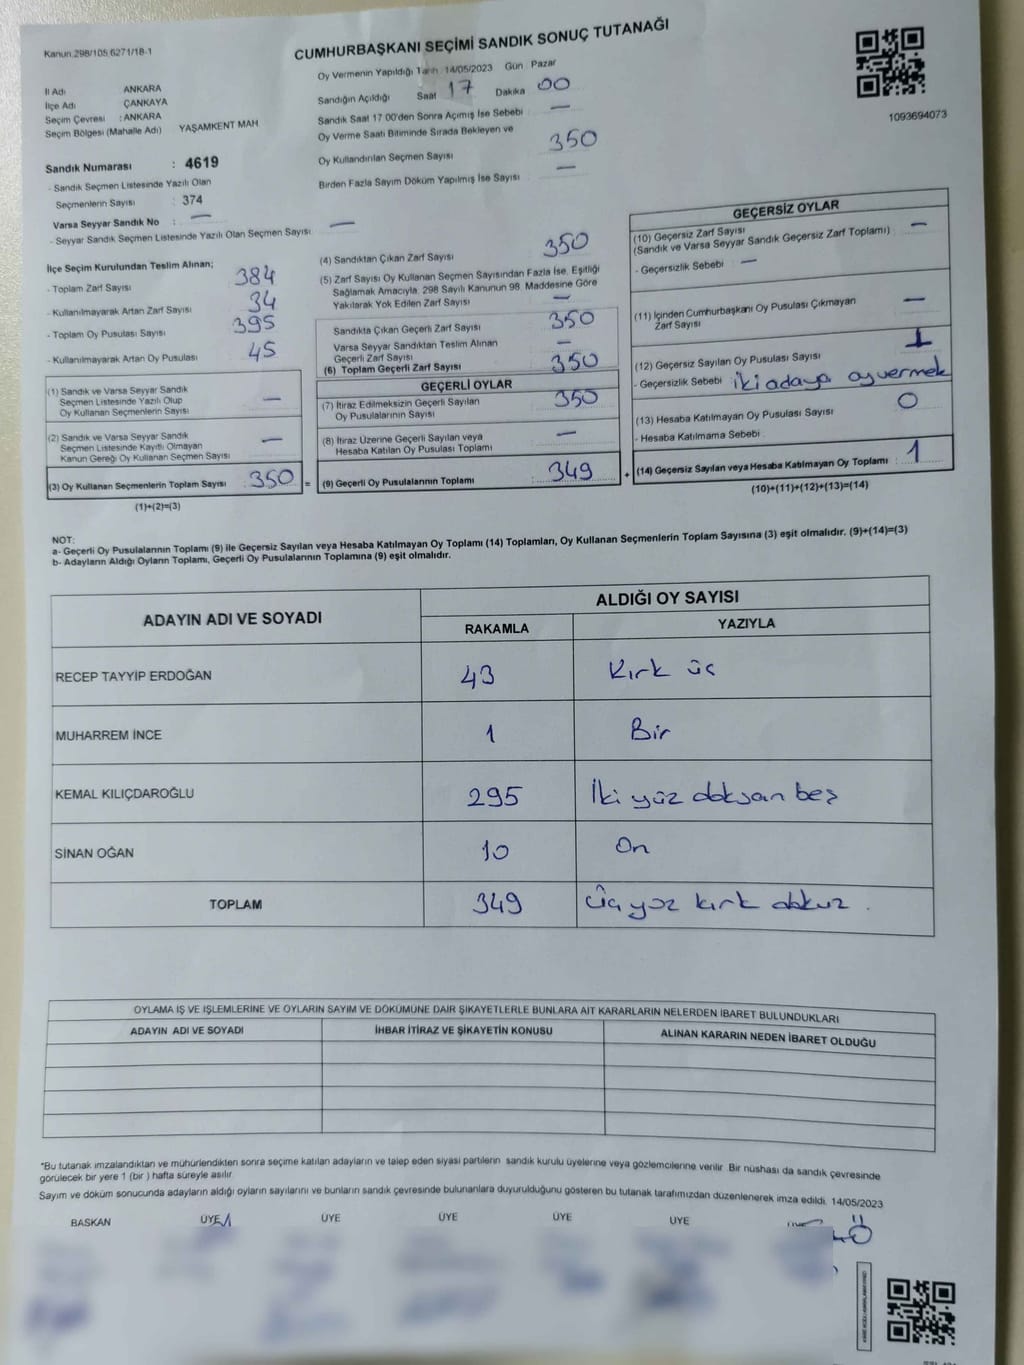 Kanun.298/105.6271/18-1
CUMHURBAŞKANI SEÇİMİ SANDIK SONUÇ TUTANAĞI
1093694073
İl Adı ANKARA
İlçe Adı ÇANKAYA
Seçim Çevresi : ANKARA
Seçim Bölgesi (Mahalle Adı) YAŞAMKENT MAH.
Sandık Numarası : 4619
- Sandık Seçmen Listesinde Yazılı Olan
Seçmenlerin Sayısı : 374
Varsa Seyyar Sandık No : —
- Seyyar Sandık Seçmen Listesinde Yazılı Olan Seçmen Sayısı —
Oy Vermenin Yapıldığı Tarih 14/05/2023 Gün Pazar
Sandığın Açıldığı Saat 17 Dakika 00
Sandık Saat 17 00'den Sonra Açılmış İse Sebebi —
Oy Verme Saati Bitiminde Sırada Bekleyen ve
Oy Kullandırılan Seçmen Sayısı 350
Birden Fazla Sayım Döküm Yapılmış İse Sayısı —
İlçe Seçim Kurulundan Teslim Alınan;
- Toplam Zarf Sayısı 384
- Kullanılmayarak Artan Zarf Sayısı 34
- Toplam Oy Pusulası Sayısı 395
- Kullanılmayarak Artan Oy Pusulası 45
(1) Sandık ve Varsa Seyyar Sandık
Seçmen Listesinde Yazılı Olup
Oy Kullanan Seçmenlerin Sayısı —
(2) Sandık ve Varsa Seyyar Sandık
Seçmen Listesinde Kayıtlı Olmayan
Kanun Gereği Oy Kullanan Seçmen Sayısı —
(3) Oy Kullanan Seçmenlerin Toplam Sayısı : 350 =
(1)+(2)=(3)
(4) Sandıktan Çıkan Zarf Sayısı 350
(5) Zarf Sayısı Oy Kullanan Seçmen Sayısından Fazla İse, Eşitliği
Sağlamak Amacıyla, 298 Sayılı Kanunun 98. Maddesine Göre
Yakılarak Yok Edilen Zarf Sayısı —
Sandıkta Çıkan Geçerli Zarf Sayısı 350
Varsa Seyyar Sandıktan Teslim Alınan
Geçerli Zarf Sayısı —
(6) Toplam Geçerli Zarf Sayısı 350
GEÇERLİ OYLAR
(7) İtiraz Edilmeksizin Geçerli Sayılan
Oy Pusulalarının Sayısı 350
(8) İtiraz Üzerine Geçerli Sayılan veya
Hesaba Katılan Oy Pusulası Toplamı —
(9) Geçerli Oy Pusulalarının Toplamı : 349 +
GEÇERSİZ OYLAR
(10) Geçersiz Zarf Sayısı —
(Sandık ve Varsa Seyyar Sandık Geçersiz Zarf Toplamı)
- Geçersizlik Sebebi —
(11) İçinden Cumhurbaşkanı Oy Pusulası Çıkmayan
Zarf Sayısı —
(12) Geçersiz Sayılan Oy Pusulası Sayısı 1
- Geçersizlik Sebebi iki adaya oy vermek
(13) Hesaba Katılmayan Oy Pusulası Sayısı 0
- Hesaba Katılmama Sebebi :
(14) Geçersiz Sayılan veya Hesaba Katılmayan Oy Toplamı : 1
(10)+(11)+(12)+(13)=(14)
NOT:
a- Geçerli Oy Pusulalarının Toplamı (9) ile Geçersiz Sayılan veya Hesaba Katılmayan Oy Toplamı (14) Toplamları, Oy Kullanan Seçmenlerin Toplam Sayısına (3) eşit olmalıdır. (9)+(14)=(3)
b- Adayların Aldığı Oyların Toplamı, Geçerli Oy Pusulalarının Toplamına (9) eşit olmalıdır.
ADAYIN ADI VE SOYADI ALDIĞI OY SAYISI
RAKAMLA YAZIYLA
RECEP TAYYİP ERDOĞAN 43 Kırk üç
MUHARREM İNCE 1 Bir
KEMAL KILIÇDAROĞLU 295 İki yüz doksan beş
SİNAN OĞAN 10 On
TOPLAM 349 Üç yüz kırk dokuz.
OYLAMA İŞ VE İŞLEMLERİNE VE OYLARIN SAYIM VE DÖKÜMÜNE DAİR ŞİKAYETLERLE BUNLARA AİT KARARLARIN NELERDEN İBARET BULUNDUKLARI
ADAYIN ADI VE SOYADI İHBAR İTİRAZ VE ŞİKAYETİN KONUSU ALINAN KARARIN NEDEN İBARET OLDUĞU
*Bu tutanak imzalandıktan ve mühürlendikten sonra seçime katılan adayların ve talep eden siyasi partilerin sandık kurulu üyelerine veya gözlemcilerine verilir. Bir nüshası da sandık çevresinde
görülecek bir yere 1 (bir ) hafta süreyle asılır.
Sayım ve döküm sonucunda adayların aldığı oyların sayılarını ve bunların sandık çevresinde bulunanlara duyurulduğunu gösteren bu tutanak tarafımızdan düzenlenerek imza edildi. 14/05/2023
BAŞKAN ÜYE ÜYE ÜYE ÜYE ÜYE